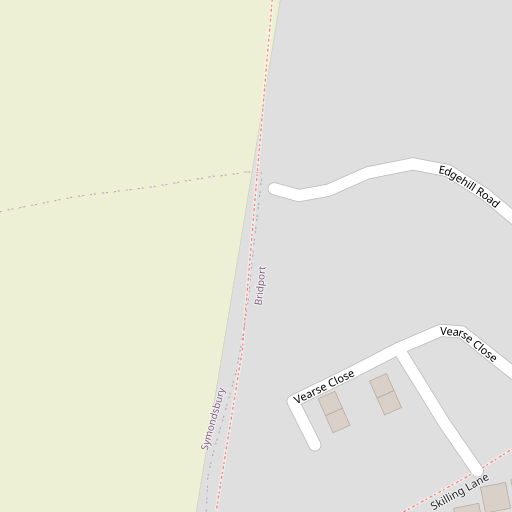 Edgehill Road
Bridport
Vearse Close
Vearse Close
Symondsbury
Skilling Lane